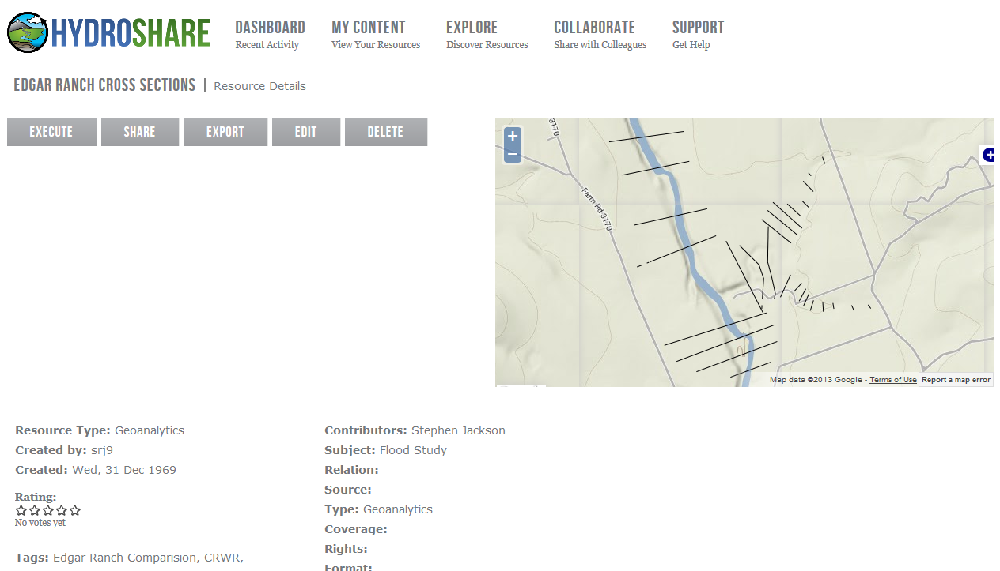 HYDROSHARE
DASHBOARD
Recent Activity
MY CONTENT
View Your Resources
EXPLORE
Discover Resources
COLLABORATE
Share with Colleagues
SUPPORT
Get Help
EDGAR RANCH CROSS SECTIONS | Resource Details
EXECUTE SHARE EXPORT EDIT DELETE
+
−
3170
Farm Rd 3170
Map data ©2013 Google - Terms of Use Report a map error
Resource Type: Geoanalytics
Created by: srj9
Created: Wed, 31 Dec 1969
Rating:
No votes yet
Tags: Edgar Ranch Comparision, CRWR,
Contributors: Stephen Jackson
Subject: Flood Study
Relation:
Source:
Type: Geoanalytics
Coverage:
Rights:
Format: